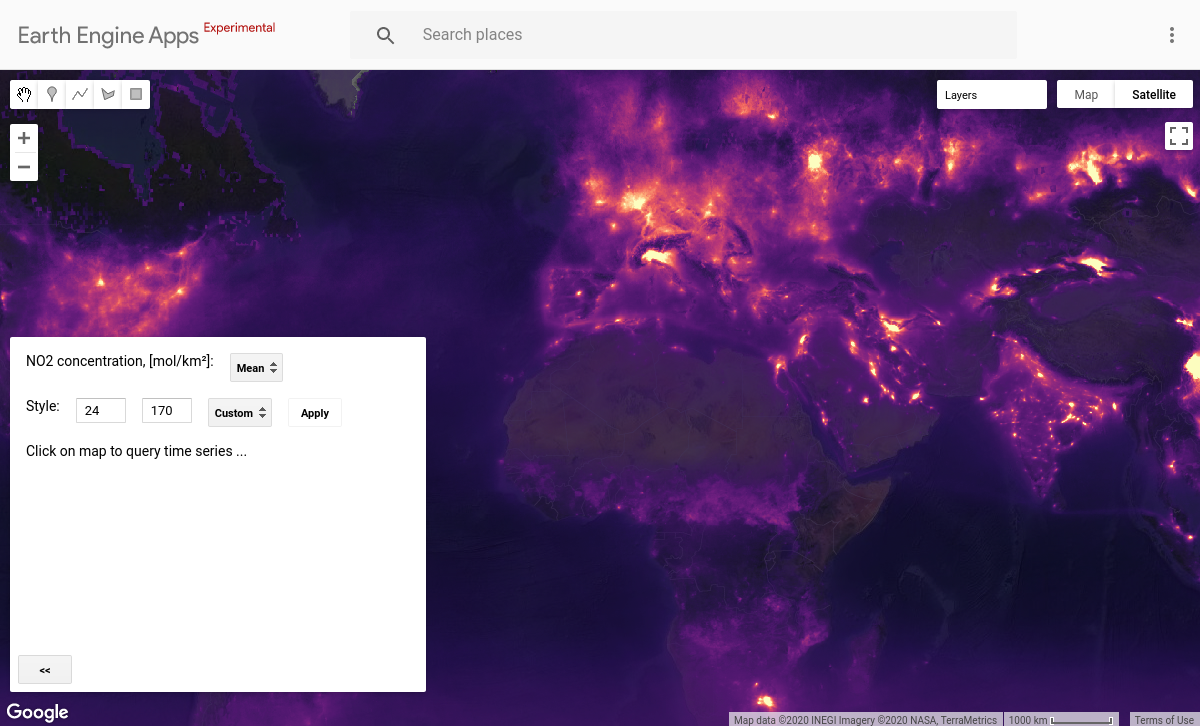 Earth Engine Apps Experimental
Search places
Layers
Map Satellite
+
−
NO2 concentration, [mol/km²]: Mean
Style: 24 170 Custom Apply
Click on map to query time series ...
<<
Google
Map data ©2020 INEGI Imagery ©2020 NASA, TerraMetrics 1000 km Terms of Use